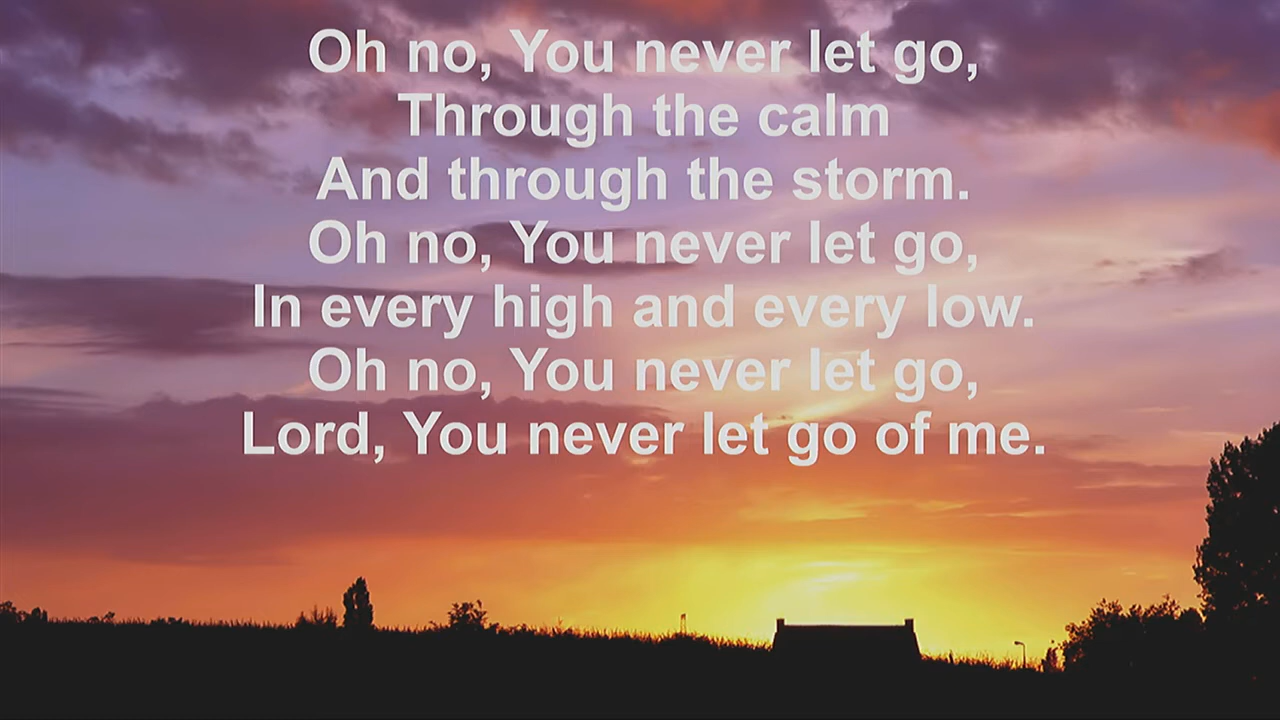 Oh no, You never let go,
Through the calm
And through the storm.
Oh no, You never let go,
In every high and every low.
Oh no, You never let go,
Lord, You never let go of me.